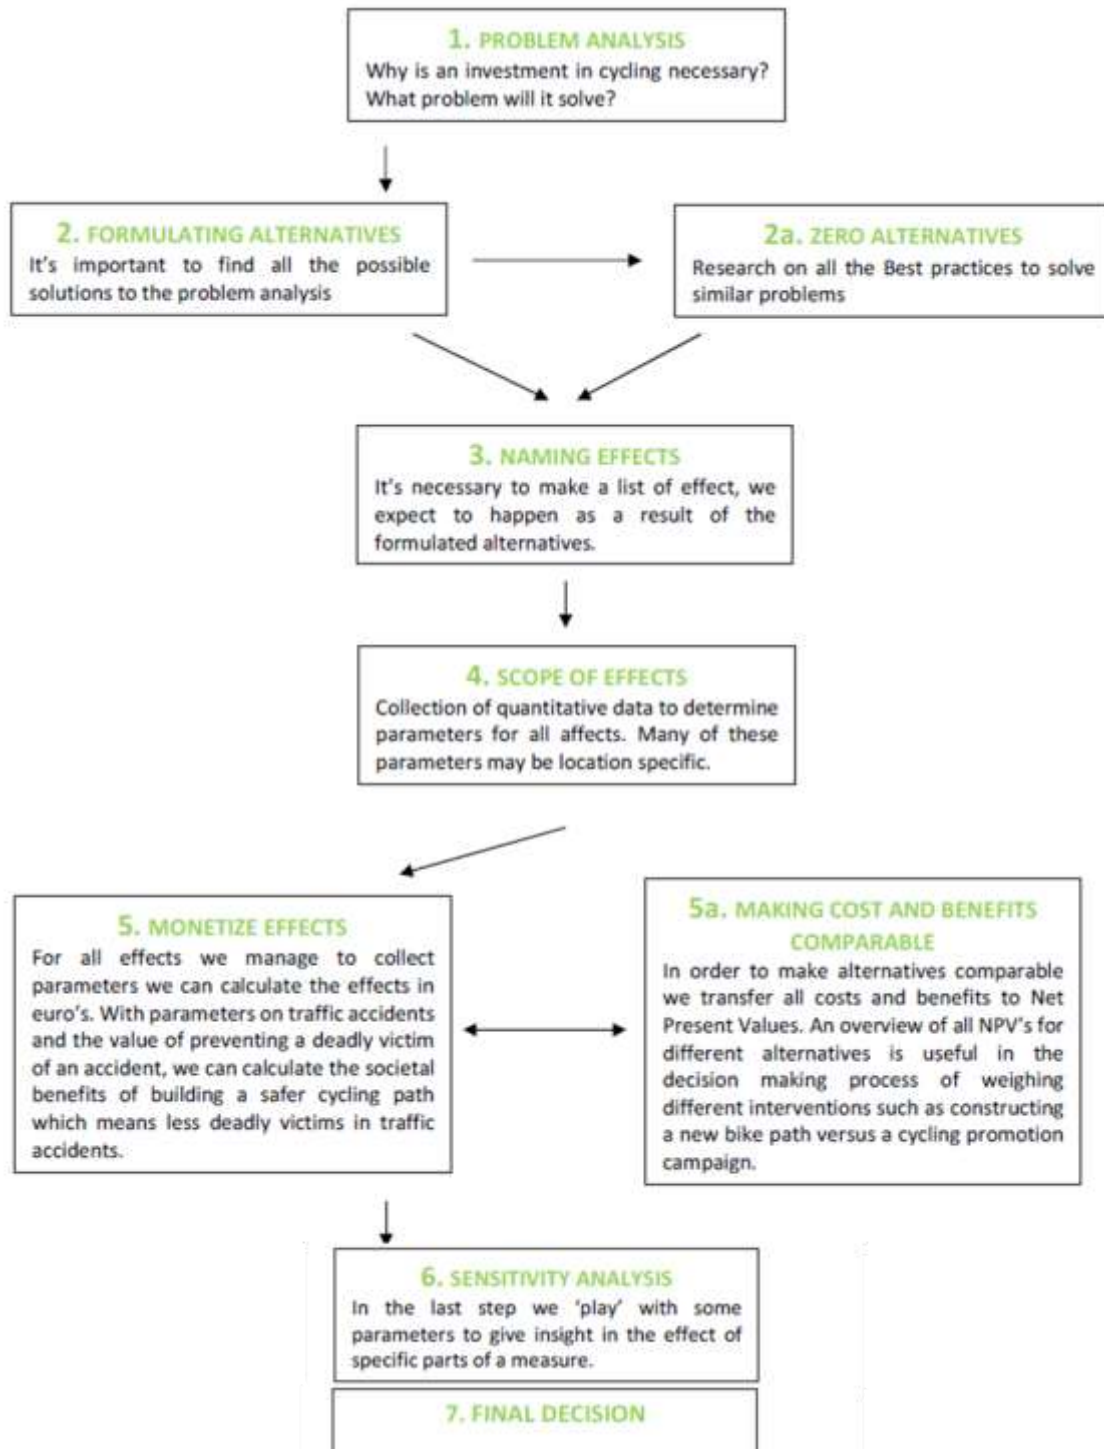 1. PROBLEM ANALYSIS
Why is an investment in cycling necessary?
What problem will it solve?
2. FORMULATING ALTERNATIVES
It's important to find all the possible
solutions to the problem analysis
2a. ZERO ALTERNATIVES
Research on all the Best practices to solve
similar problems
3. NAMING EFFECTS
It's necessary to make a list of effect, we
expect to happen as a result of the
formulated alternatives.
4. SCOPE OF EFFECTS
Collection of quantitative data to determine
parameters for all affects. Many of these
parameters may be location specific.
5. MONETIZE EFFECTS
For all effects we manage to collect
parameters we can calculate the effects in
euro's. With parameters on traffic accidents
and the value of preventing a deadly victim
of an accident, we can calculate the societal
benefits of building a safer cycling path
which means less deadly victims in traffic
accidents.
5a. MAKING COST AND BENEFITS
COMPARABLE
In order to make alternatives comparable
we transfer all costs and benefits to Net
Present Values. An overview of all NPV's for
different alternatives is useful in the
decision making process of weighing
different interventions such as constructing
a new bike path versus a cycling promotion
campaign.
6. SENSITIVITY ANALYSIS
In the last step we 'play' with some
parameters to give insight in the effect of
specific parts of a measure.
7. FINAL DECISION